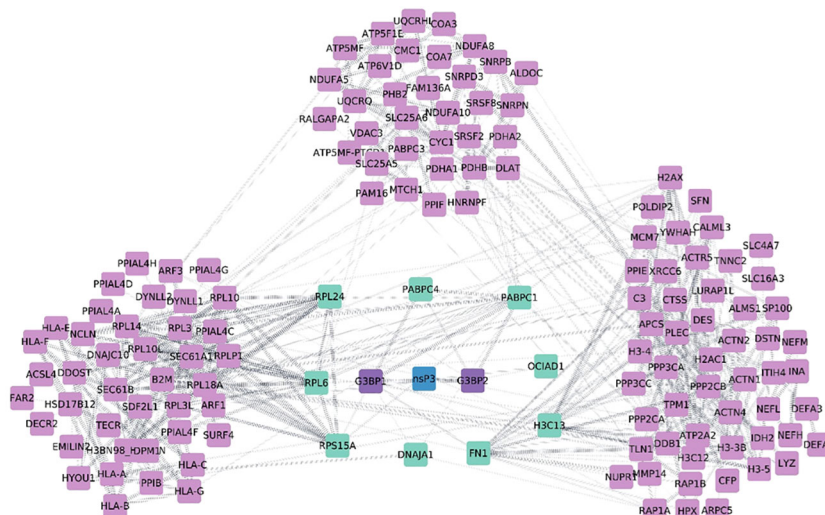 UQCRHL
COA3
ATP5F1E
ATP5MF
CMC1
COA7
NDUFA8
SNRPB
ATP6V1D
NDUFA5
SNRPD3
ALDOC
FAM136A
PHB2
UQCRQ
SRSF8
SNRPN
NDUFA10
RALGAPA2
SLC25A6
VDAC3
CYC1
SRSF2
PDHA2
PABPC3
SLC25A5
PDHA1
PDHB
DLAT
PAM16
MTCH1
PPIF
HNRNPF
H2AX
POLDIP2
SFN
MCM7
YWHAH
CALML3
ACTR5
SLC4A7
PPIE
XRCC6
TNNC2
SLC16A3
C3
CTSS
LURAP1L
ALMS1
SP100
APCS
PLEC
DES
ACTN2
DSTN
NEFM
H3-4
H2AC1
PPP3CA
PPP3CC
PPP2CB
ACTN1
ITIH4
INA
TPM1
PPP2CA
ACTN4
NEFL
DEFA3
ATP2A2
IDH2
NEFH
TLN1
DDB1
H3-3B
H3C12
DEFA
NUPR1
MMP14
H3-5
LYZ
RAP1B
CFP
RAP1A
HPX
ARPC5
PPIAL4H
ARF3
PPIAL4G
PPIAL4D
DYNLL2
DYNLL1
RPL10
PPIAL4A
HLA-E
RPL14
RPL3
PPIAL4C
HLA-F
NCLN
RPL10L
DNAJC10
SEC61A1
RPLP1
ACSL4
DDOST
B2M
RPL18A
FAR2
SEC61B
HSD17B12
SDF2L1
RPL3L
ARF1
DECR2
TECR
PPIAL4F
SURF4
EMILIN2
HYOU1
HLA-A
HLA-C
PPIB
HLA-G
HLA-B
RPL24
PABPC4
PABPC1
RPL6
G3BP1
nsP3
G3BP2
OCIAD1
H3C13
RPS15A
DNAJA1
FN1